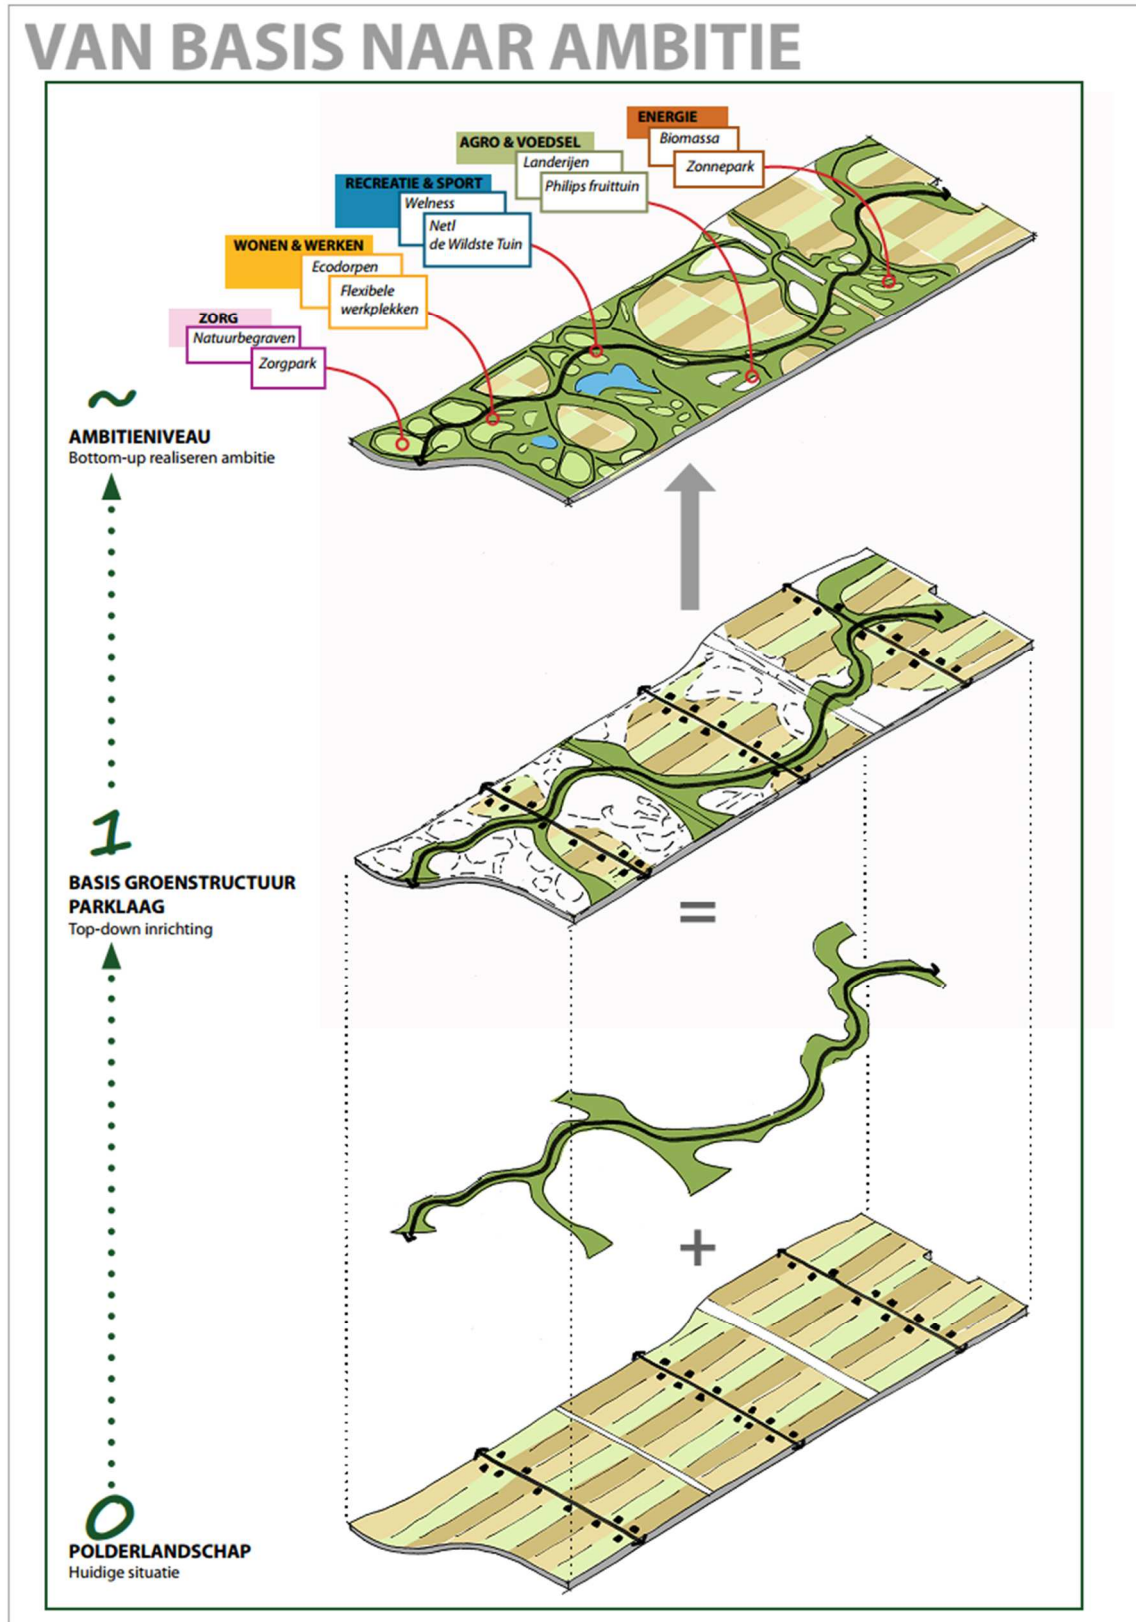 VAN BASIS NAAR AMBITIE
ENERGIE
Biomassa
Zonnepark
AGRO & VOEDSEL
Landerijen
Philips fruittuin
RECREATIE & SPORT
Welness
Netl
de Wildste Tuin
WONEN & WERKEN
Ecodorpen
Flexibele
werkplekken
ZORG
Natuurbegraven
Zorgpark
~
AMBITIENIVEAU
Bottom-up realiseren ambitie
1
BASIS GROENSTRUCTUUR
PARKLAAG
Top-down inrichting
=
+
0
POLDERLANDSCHAP
Huidige situatie